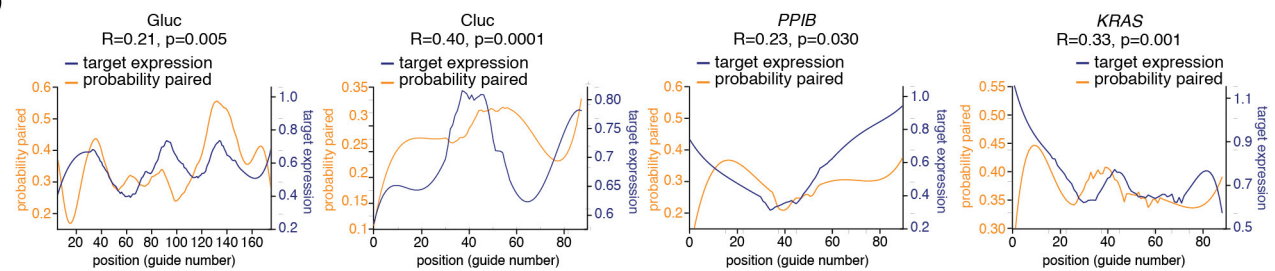 Gluc
R=0.21, p=0.005
target expression
probability paired
0.6
0.5
0.4
0.3
0.2
probability paired
1.0
0.8
0.6
0.4
0.2
target expression
20 40 60 80 100 120 140 160
position (guide number)
Cluc
R=0.40, p=0.0001
target expression
probability paired
0.35
0.3
0.25
0.2
0.15
0.1
probability paired
0.80
0.75
0.70
0.65
0.6
target expression
0 20 40 60 80
position (guide number)
PPIB
R=0.23, p=0.030
target expression
probability paired
0.6
0.5
0.4
0.3
0.2
probability paired
1.0
0.8
0.6
0.4
0.2
target expression
0 20 40 60 80
position (guide number)
KRAS
R=0.33, p=0.001
target expression
probability paired
0.55
0.50
0.45
0.40
0.35
0.30
probability paired
1.1
0.9
0.7
0.5
target expression
0 20 40 60 80
position (guide number)